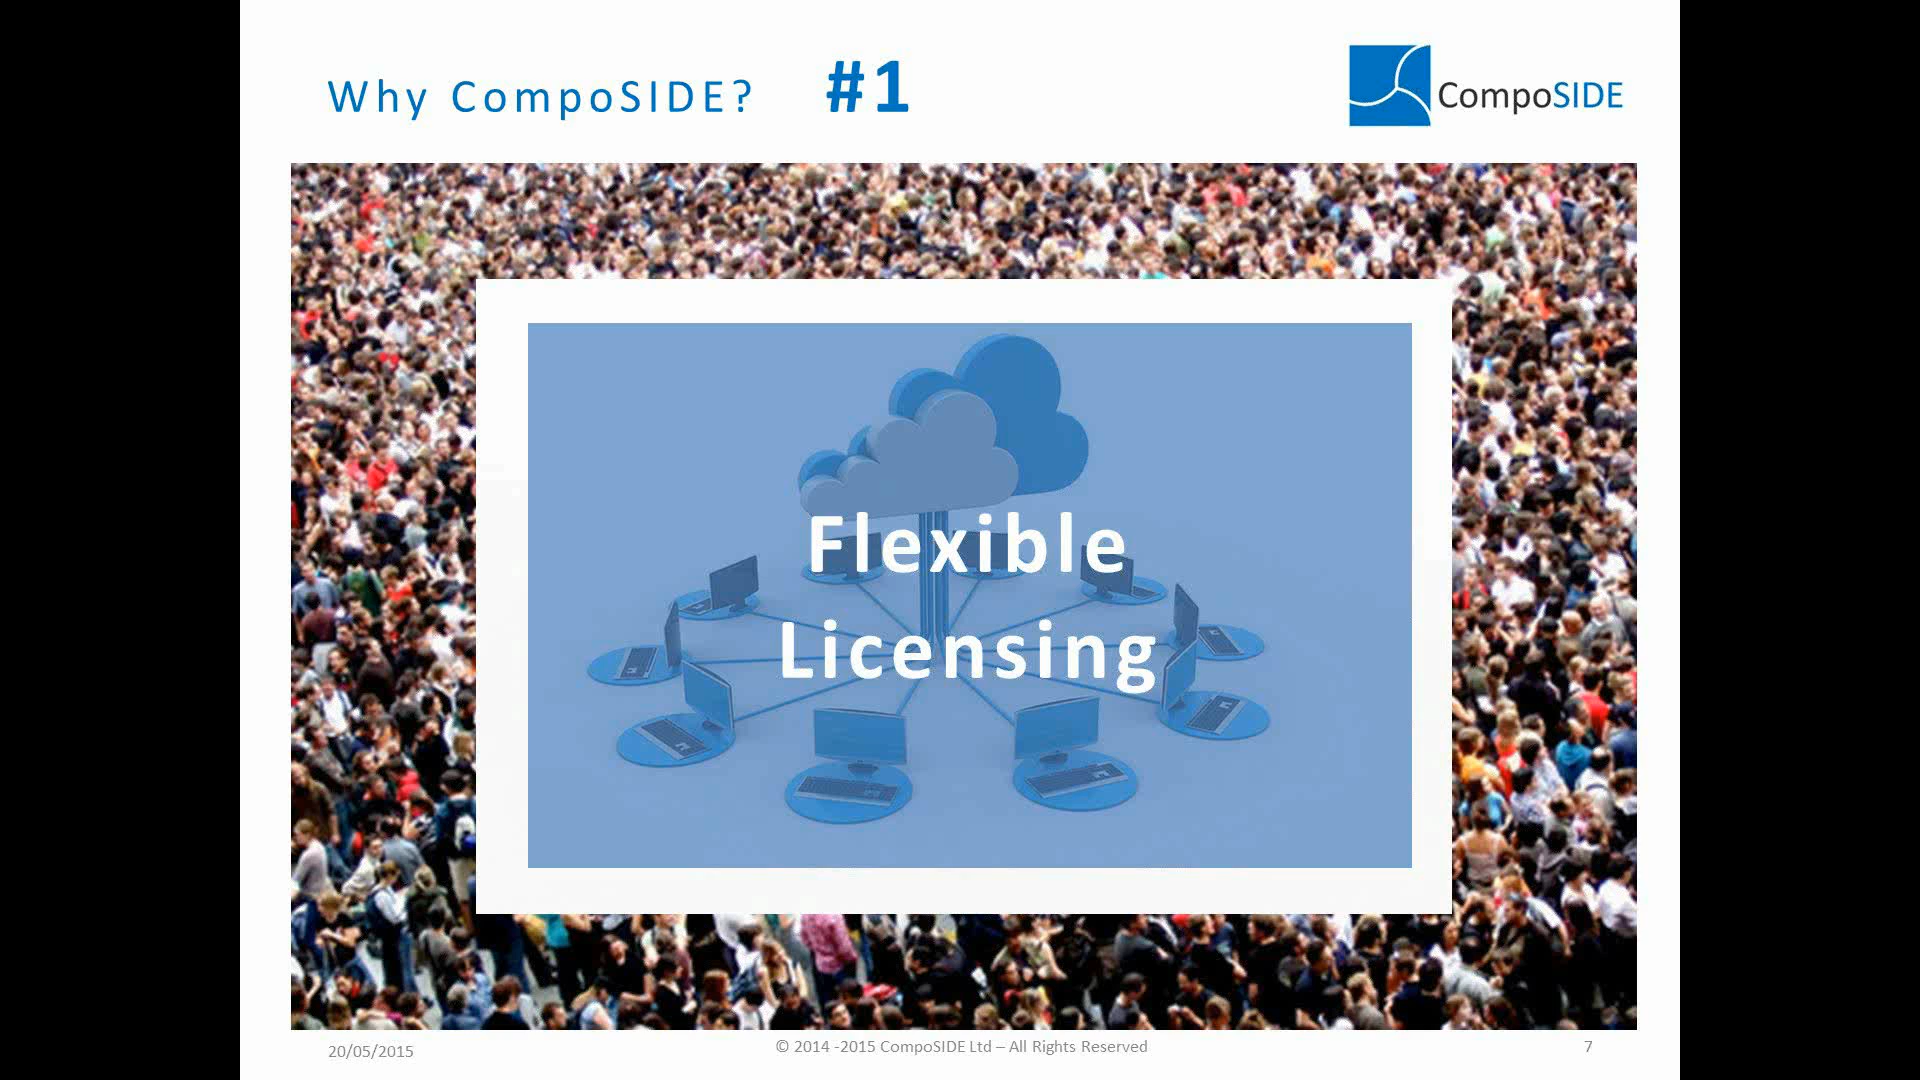 Why CompoSIDE? #1
CompoSIDE
Flexible
Licensing
20/05/2015
© 2014 -2015 CompoSIDE Ltd – All Rights Reserved
7